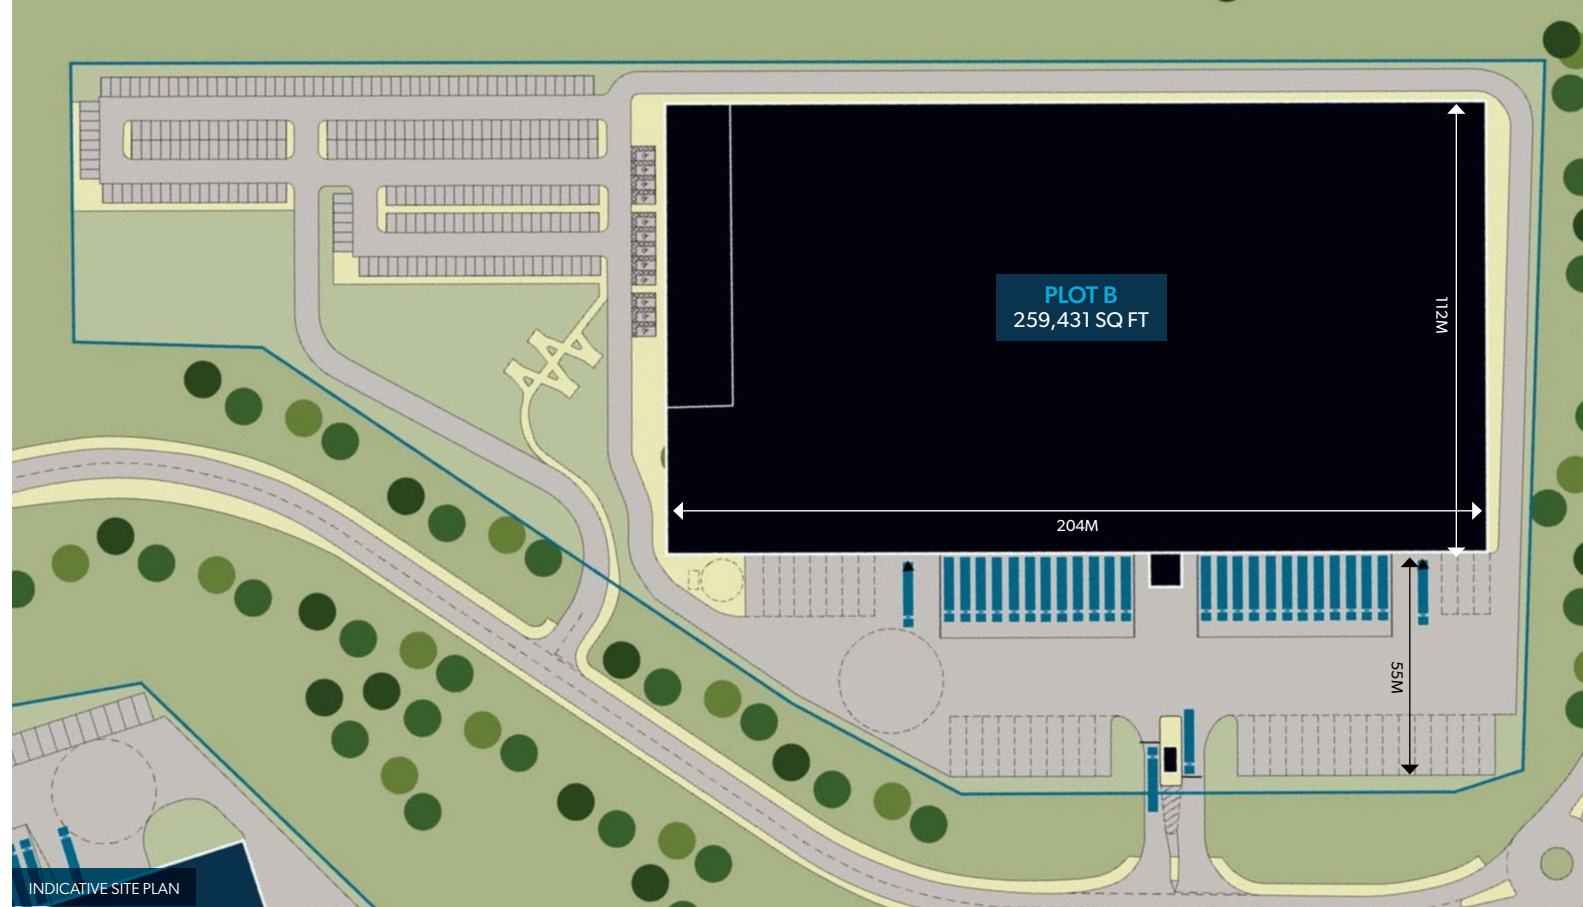 PLOT B
259,431 SQ FT
112M
204M
55M
INDICATIVE SITE PLAN